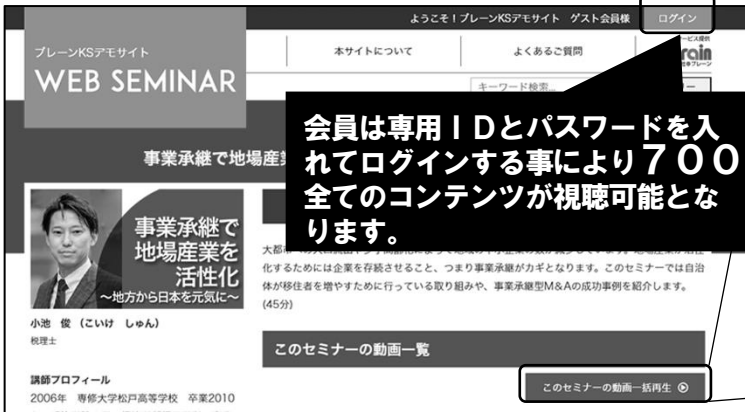 ようこそ！ブレーンKSデモサイト ゲスト会員様
ログイン
ブレーンKSデモサイト
WEB SEMINAR
本サイトについて
よくあるご質問
キーワード検索...
会員は専用ＩＤとパスワードを入
れてログインする事により７００
全てのコンテンツが視聴可能とな
ります。
事業承継で地場産
事業承継で
地場産業を
活性化
～地方から日本を元気に～
化するためには企業を存続させること、つまり事業承継がカギとなります。このセミナーでは自治
体が移住者を増やすために行っている取り組みや、事業承継型M&Aの成功事例を紹介します。
(45分)
小池 俊（こいけ しゅん）
税理士
このセミナーの動画一覧
このセミナーの動画一括再生
講師プロフィール
2006年 専修大学松戸高等学校 卒業2010